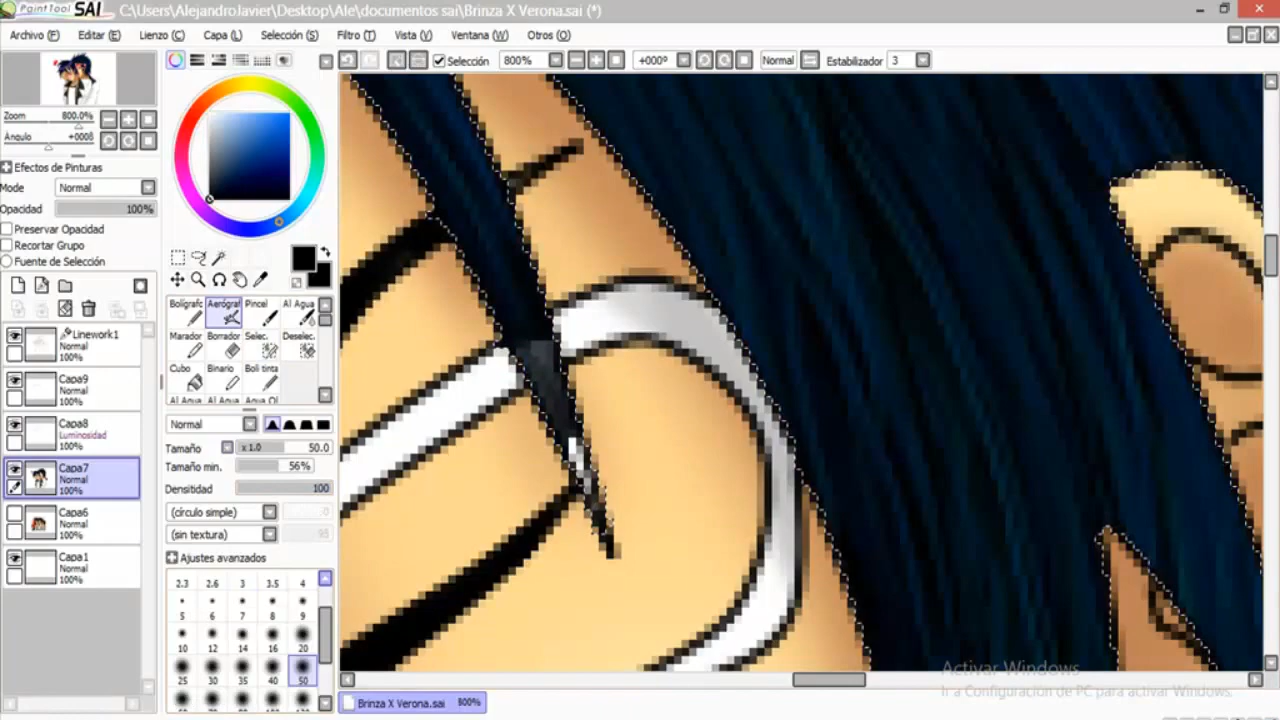 PaintTool SAI C:\Users\AlejandroJavier\Desktop\Ale\documentos sai\Brinza X Verona.sai (*)
Archivo (F) Editar (E) Lienzo (C) Capa (L) Selección (S) Filtro (T) Vista (V) Ventana (W) Otros (O)
Selección 800% +000º Normal Estabilizador 3
Zoom 800.0%
Ángulo +000º
Efectos de Pinturas
Mode Normal
Opacidad 100%
Preservar Opacidad
Recortar Grupo
Fuente de Selección
Linework1
Normal
100%
Capa9
Normal
100%
Capa8
Luminosidad
100%
Capa7
Normal
100%
Capa6
Normal
100%
Capa1
Normal
100%
Bolígrafo Aerógraf Pincel Al Agua
Marador Borrador Selec. Deselec.
Cubo Binario Boli tinta
Al Agua Al Agua Agua Ol
Normal
Tamaño x 1.0 50.0
Tamaño min. 56%
Densitidad 100
(círculo simple)
(sin textura) 95
Ajustes avanzados
2.3 2.6 3 3.5 4
5 6 7 8 9
10 12 14 16 20
25 30 35 40 50
Activar Windows
Ir a Configuración de PC para activar Windows.
Brinza X Verona.sai 800%